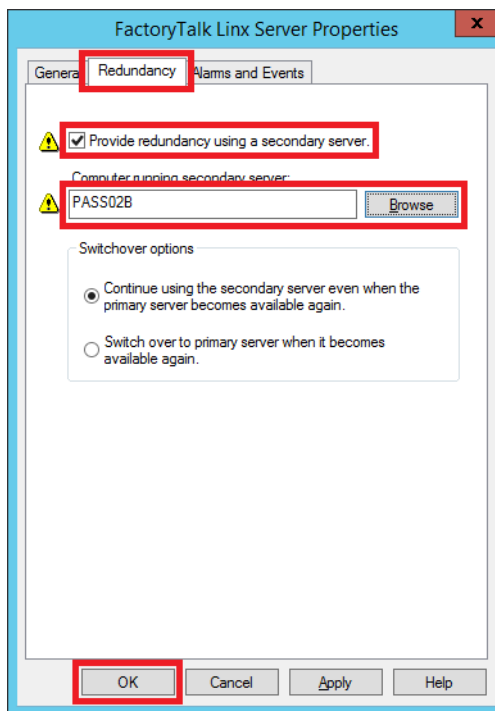 FactoryTalk Linx Server Properties
x
General Redundancy Alarms and Events
Provide redundancy using a secondary server.
Computer running secondary server:
PASS02B Browse
Switchover options
Continue using the secondary server even when the
primary server becomes available again.
Switch over to primary server when it becomes
available again.
OK Cancel Apply Help